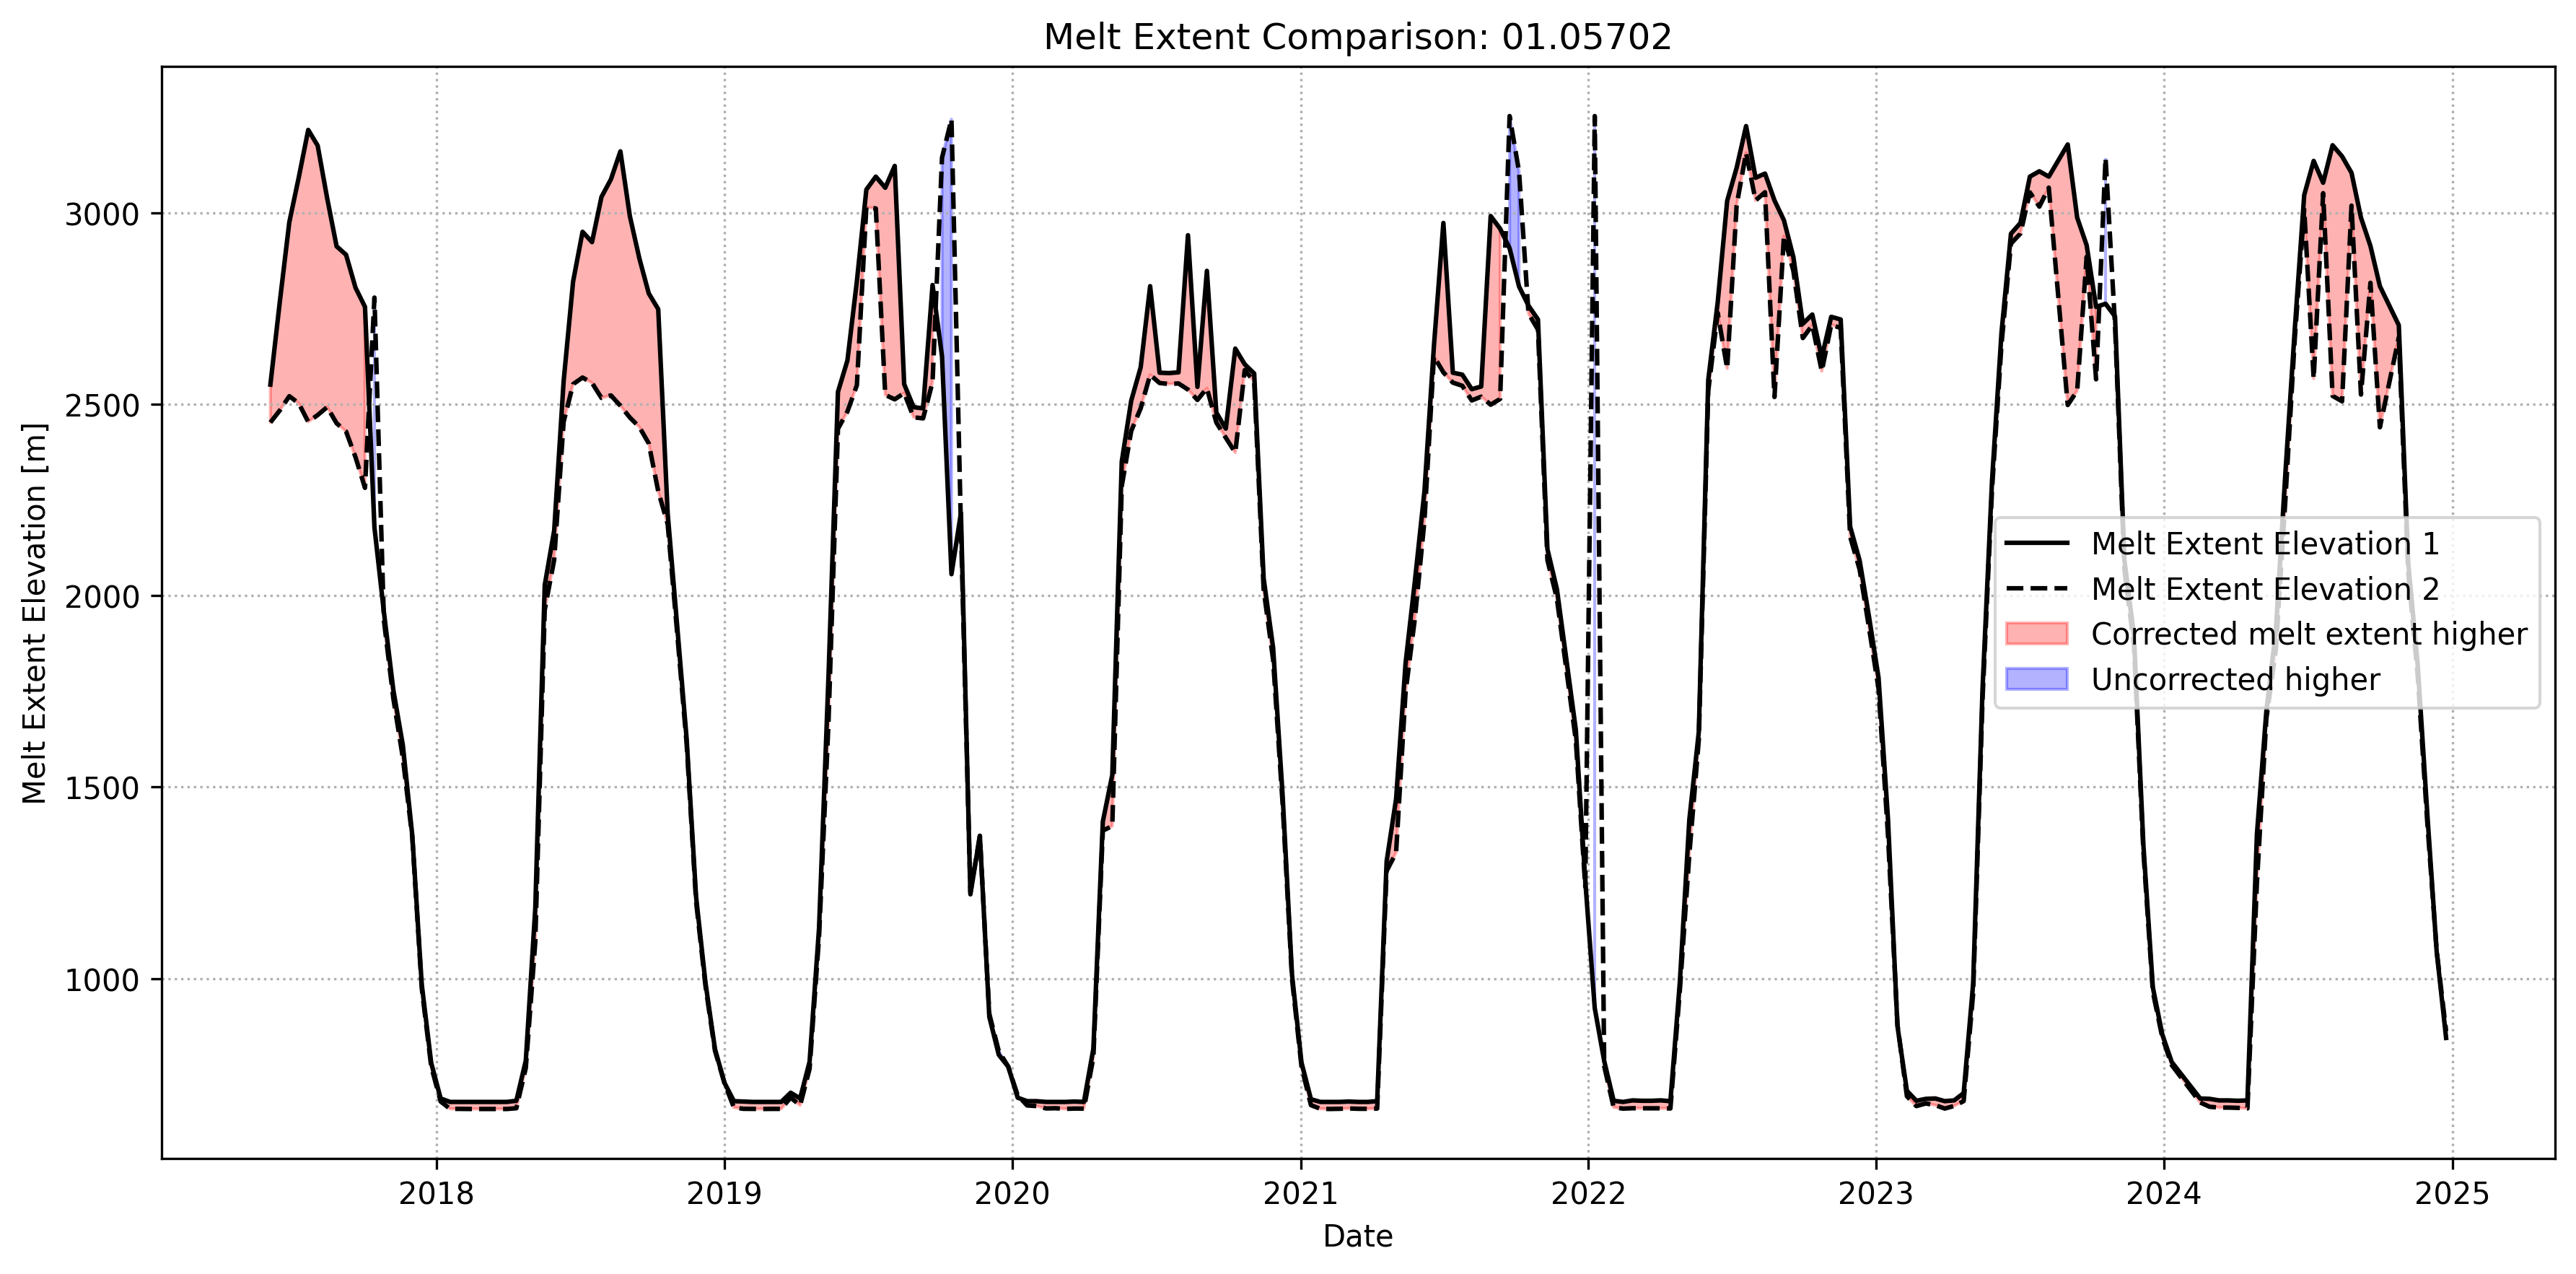 Melt Extent Comparison: 01.05702
Melt Extent Elevation [m]
3000
2500
2000
1500
1000
Melt Extent Elevation 1
Melt Extent Elevation 2
Corrected melt extent higher
Uncorrected higher
2018 2019 2020 2021 2022 2023 2024 2025
Date